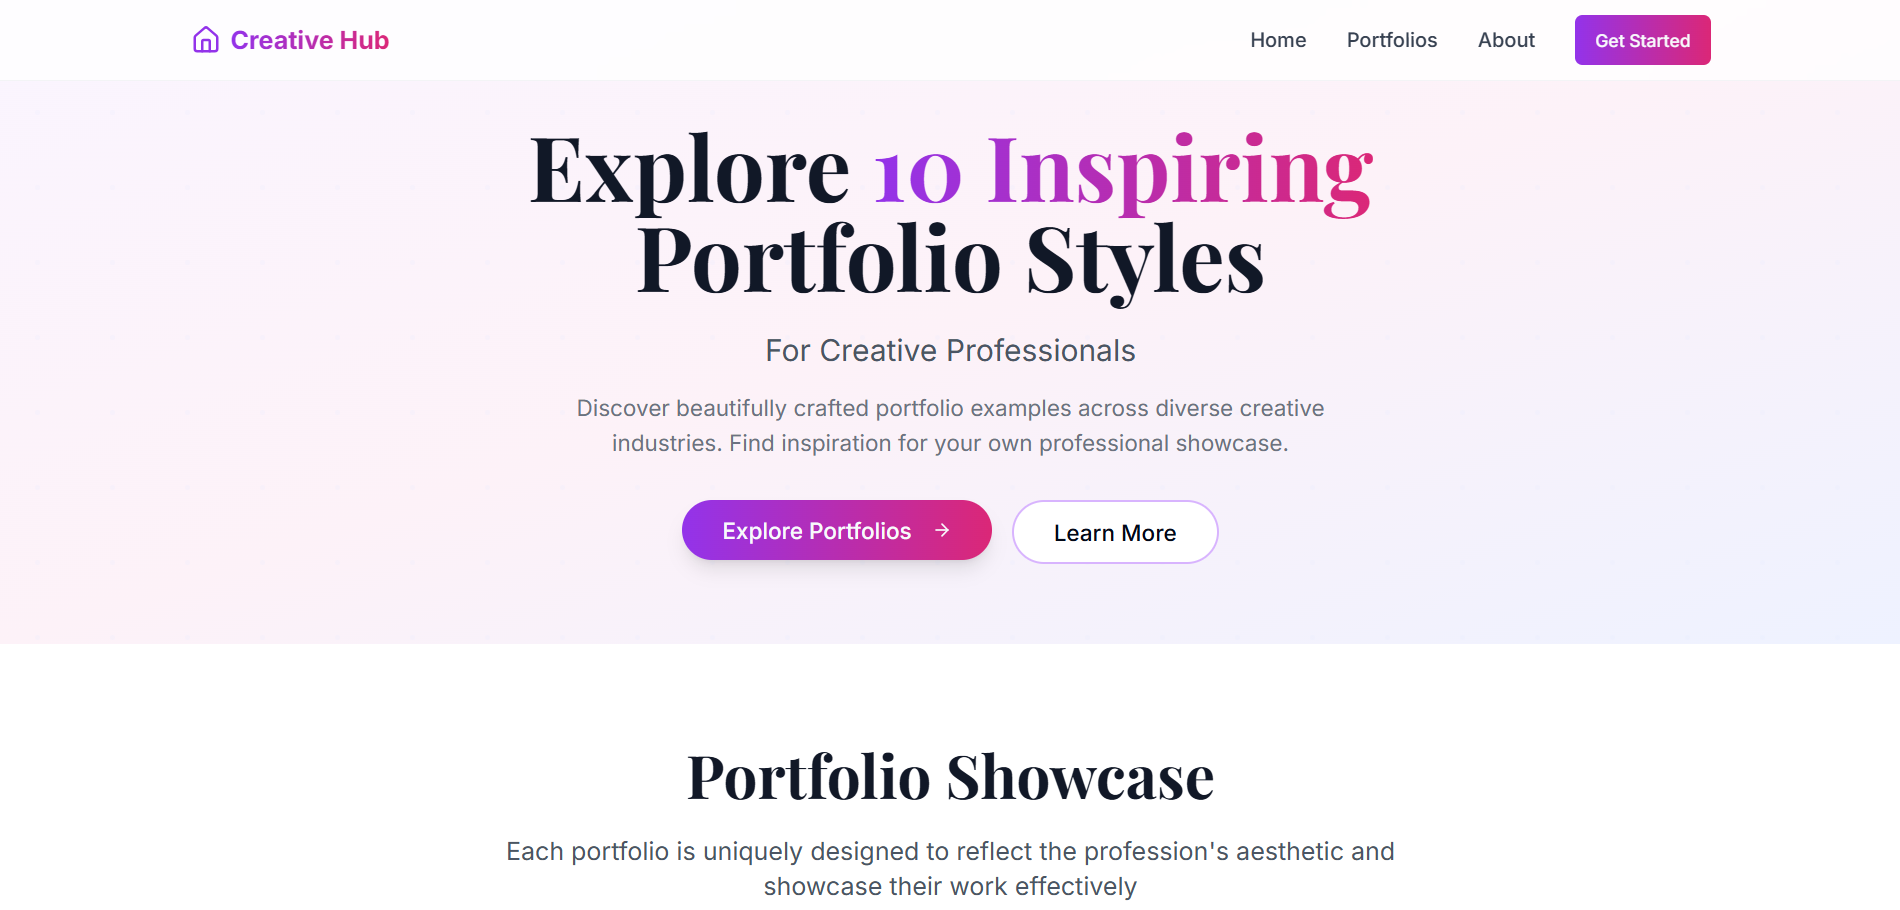 Creative Hub
Home
Portfolios
About
Get Started
Explore 10 Inspiring
Portfolio Styles
For Creative Professionals
Discover beautifully crafted portfolio examples across diverse creative
industries. Find inspiration for your own professional showcase.
Explore Portfolios
Learn More
Portfolio Showcase
Each portfolio is uniquely designed to reflect the profession's aesthetic and
showcase their work effectively